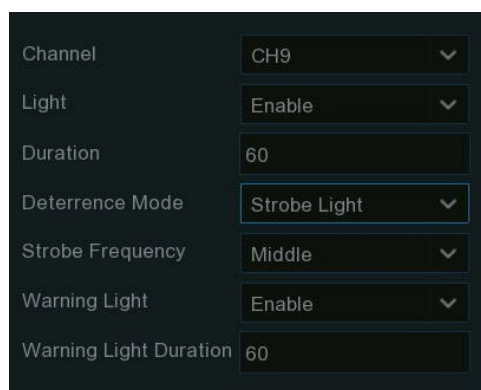 Channel CH9
Light Enable
Duration 60
Deterrence Mode Strobe Light
Strobe Frequency Middle
Warning Light Enable
Warning Light Duration 60